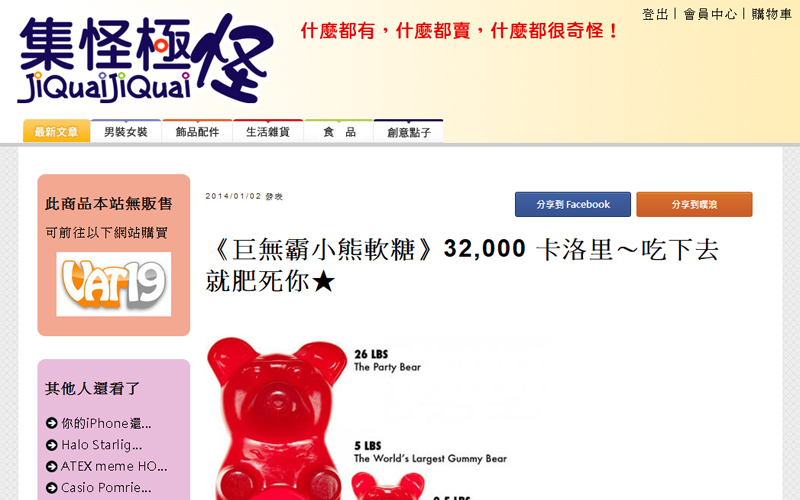 登出 | 會員中心 | 購物車
集怪極怪
JiQuaiJiQuai
什麼都有,什麼都賣,什麼都很奇怪!
最新文章 男裝女裝 飾品配件 生活雜貨 食 品 創意點子
此商品本站無販售
可前往以下網站購買
VAT19
其他人還看了
你的iPhone還...
Halo Starlig...
ATEX meme HO...
Casio Pomrie...
2014/01/02 發表
分享到 Facebook
分享到噗浪
《巨無霸小熊軟糖》32,000 卡洛里～吃下去
就肥死你★
26 LBS
The Party Bear
5 LBS
The World's Largest Gummy Bear